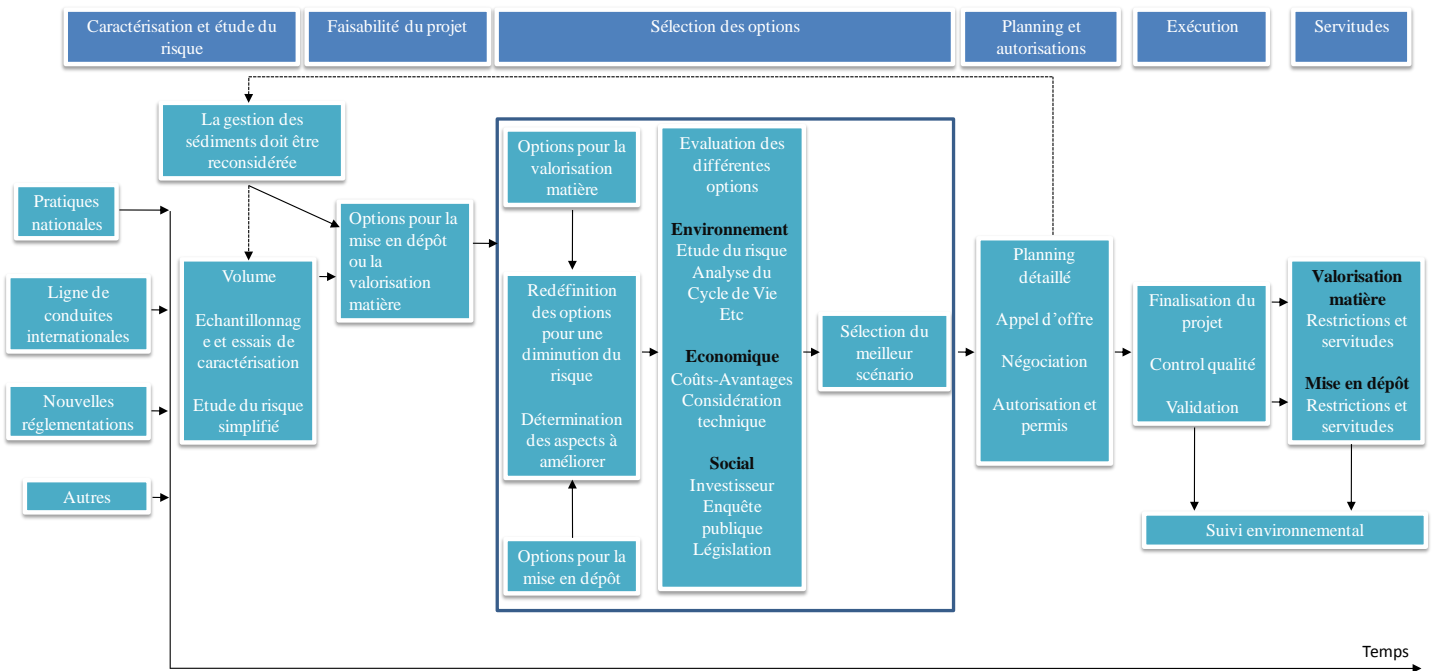 Caractérisation et étude du
risque
Faisabilité du projet
Sélection des options
Planning et
autorisations
Exécution
Servitudes
La gestion des
sédiments doit être
reconsidérée
Pratiques
nationales
Ligne de
conduites
internationales
Nouvelles
réglementations
Autres
Volume
Echantillonnag
e et essais de
caractérisation
Etude du risque
simplifié
Options pour la
mise en dépôt
ou la
valorisation
matière
Options pour la
valorisation
matière
Redéfinition
des options
pour une
diminution du
risque
Détermination
des aspects à
améliorer
Options pour la
mise en dépôt
Evaluation des
différentes
options
Environnement
Etude du risque
Analyse du
Cycle de Vie
Etc
Economique
Coûts-Avantages
Considération
technique
Social
Investisseur
Enquête
publique
Législation
Sélection du
meilleur
scénario
Planning
détaillé
Appel d’offre
Négociation
Autorisation et
permis
Finalisation du
projet
Control qualité
Validation
Valorisation
matière
Restrictions et
servitudes
Mise en dépôt
Restrictions et
servitudes
Suivi environnemental
Temps